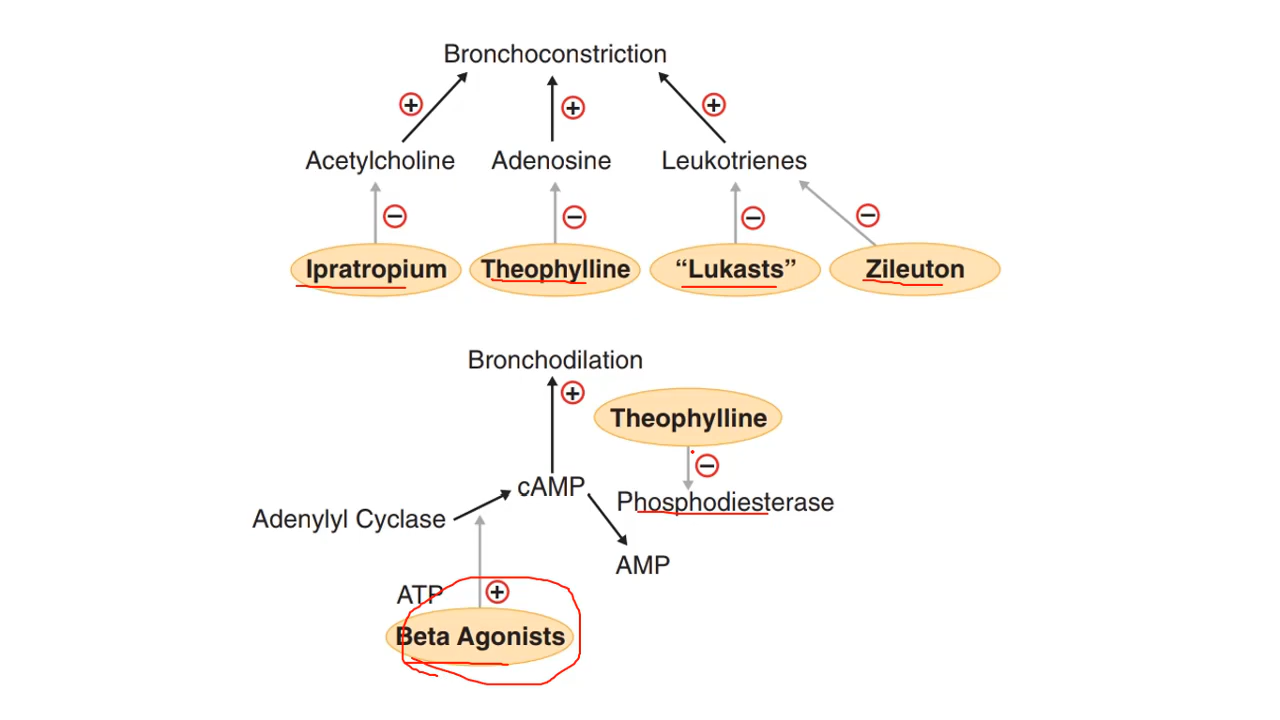 Bronchoconstriction
+ + +
Acetylcholine Adenosine Leukotrienes
− − − −
Ipratropium Theophylline “Lukasts” Zileuton
Bronchodilation
+
Theophylline
−
cAMP
Phosphodiesterase
Adenylyl Cyclase
AMP
ATP +
Beta Agonists